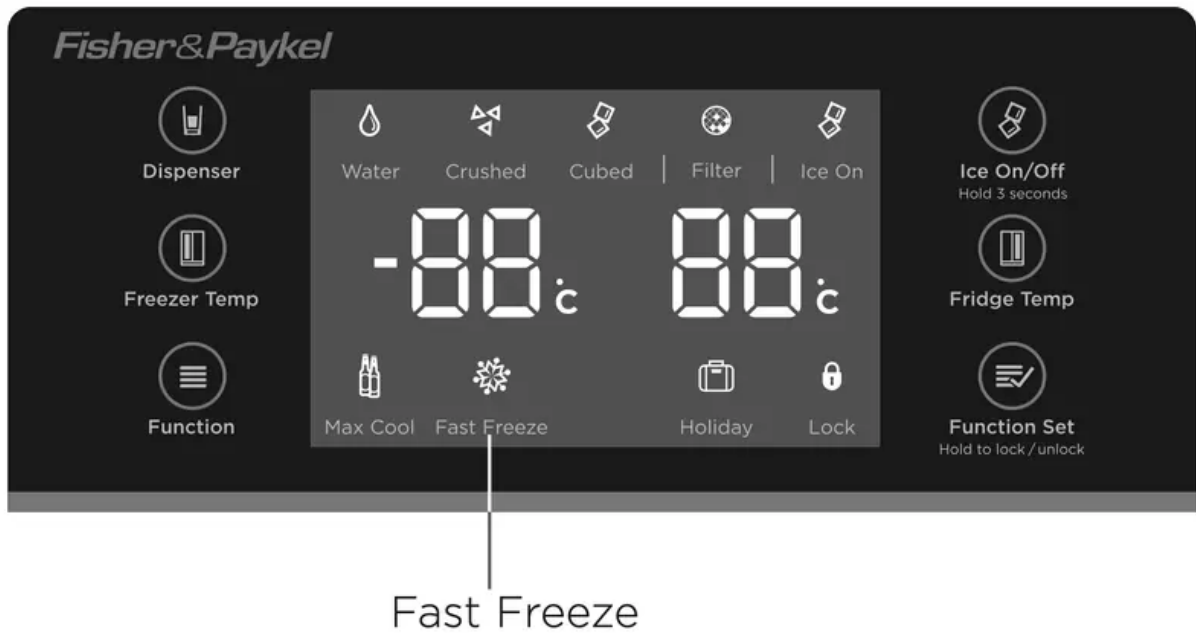 Fisher&Paykel
Dispenser
Water Crushed Cubed Filter Ice On
Ice On/Off
Hold 3 seconds
-88°C 88°C
Freezer Temp
Fridge Temp
Function
Max Cool Fast Freeze Holiday Lock
Function Set
Hold to lock / unlock
Fast Freeze